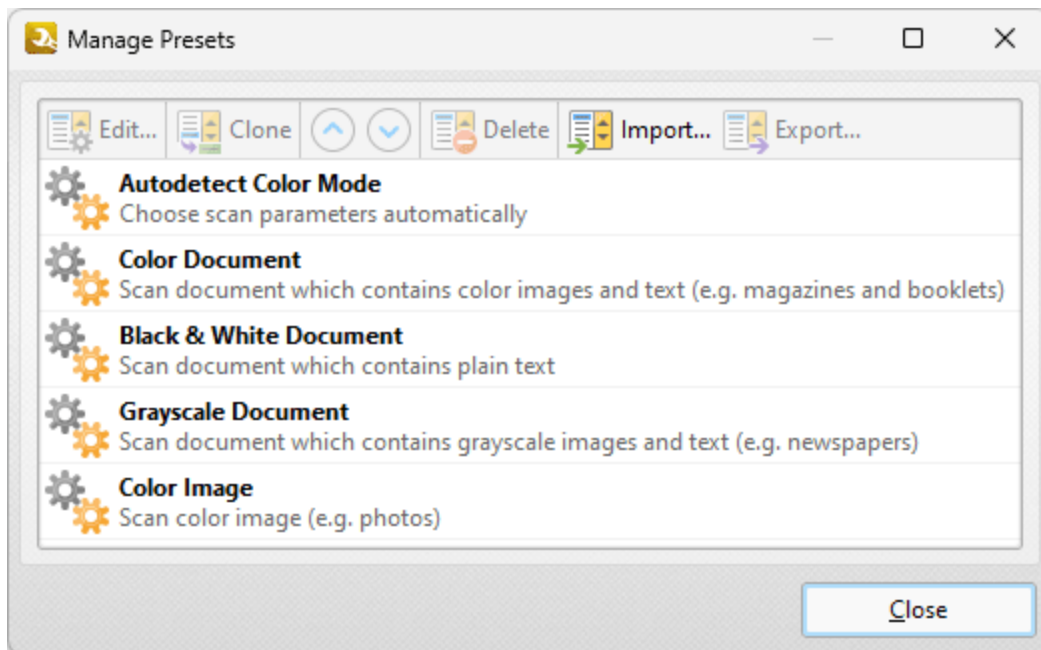 Manage Presets
Edit... Clone Delete Import... Export...
Autodetect Color Mode
Choose scan parameters automatically
Color Document
Scan document which contains color images and text (e.g. magazines and booklets)
Black & White Document
Scan document which contains plain text
Grayscale Document
Scan document which contains grayscale images and text (e.g. newspapers)
Color Image
Scan color image (e.g. photos)
Close